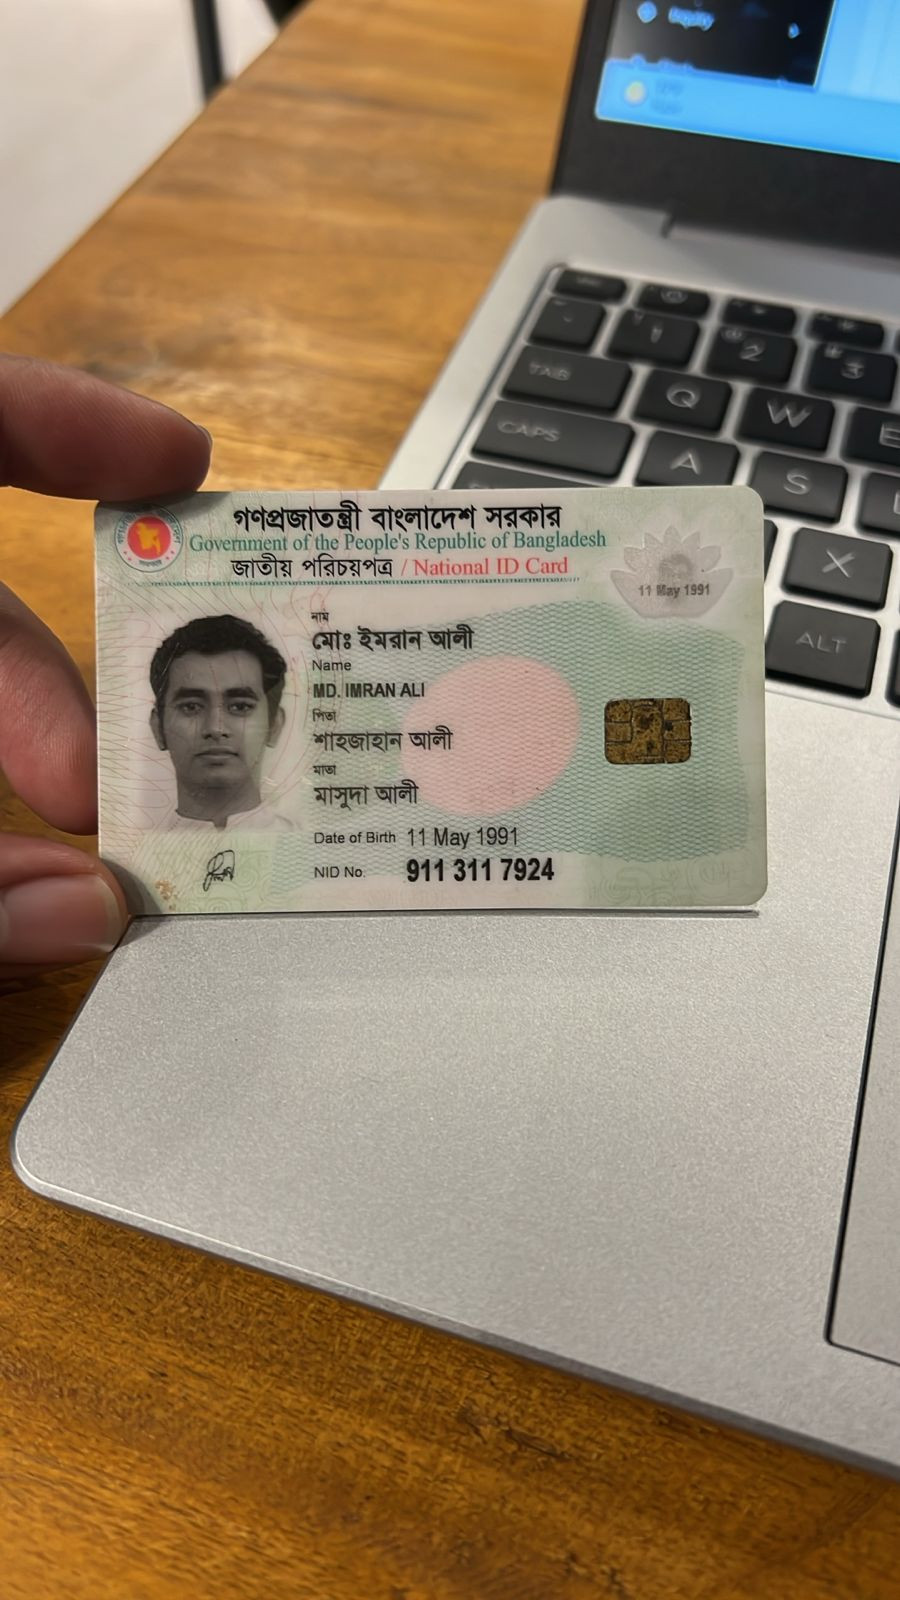 গণপ্রজাতন্ত্রী বাংলাদেশ সরকার
Government of the People's Republic of Bangladesh
জাতীয় পরিচয়পত্র / National ID Card
11 May 1991
নাম
মোঃ ইমরান আলী
Name
MD. IMRAN ALI
পিতা
শাহজাহান আলী
মাতা
মাসুদা আলী
Date of Birth 11 May 1991
NID No. 911 311 7924
1
2
3
TAB
Q
W
E
CAPS
A
S
X
ALT